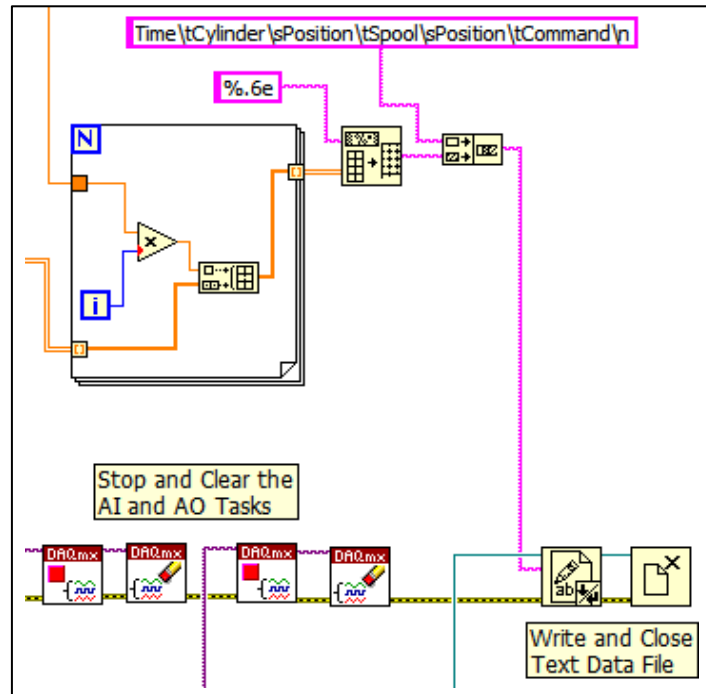 Time\tCylinder\sPosition\tSpool\sPosition\tCommand\n
%.6e
N
i
Stop and Clear the
AI and AO Tasks
DAQmx
DAQmx
DAQmx
DAQmx
ab
Write and Close
Text Data File